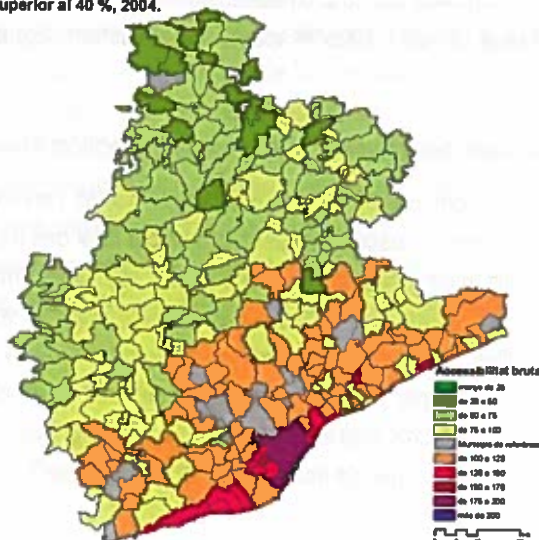 superior al 40 %, 2004.
Accessibilitat bruta
menys de 25
de 25 a 50
de 50 a 75
de 75 a 100
Municipis de referència
de 100 a 125
de 125 a 150
de 150 a 175
de 175 a 200
més de 200